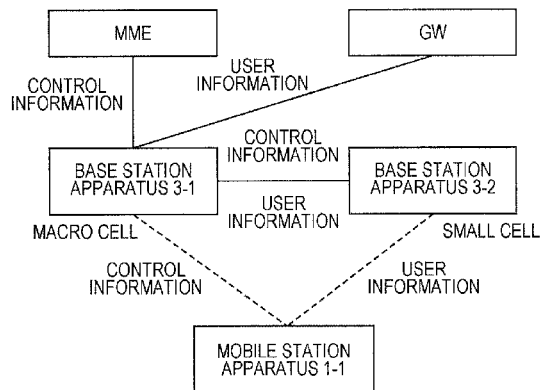 MME
GW
CONTROL
INFORMATION
USER
INFORMATION
BASE STATION
APPARATUS 3-1
CONTROL
INFORMATION
USER
INFORMATION
BASE STATION
APPARATUS 3-2
MACRO CELL
SMALL CELL
CONTROL
INFORMATION
USER
INFORMATION
MOBILE STATION
APPARATUS 1-1